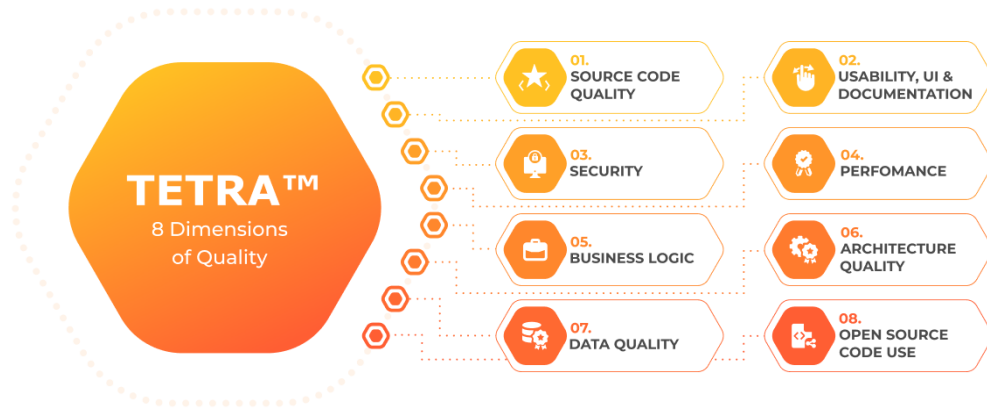 TETRA™
8 Dimensions
of Quality
01.
SOURCE CODE
QUALITY
02.
USABILITY, UI &
DOCUMENTATION
03.
SECURITY
04.
PERFOMANCE
05.
BUSINESS LOGIC
06.
ARCHITECTURE
QUALITY
07.
DATA QUALITY
08.
OPEN SOURCE
CODE USE